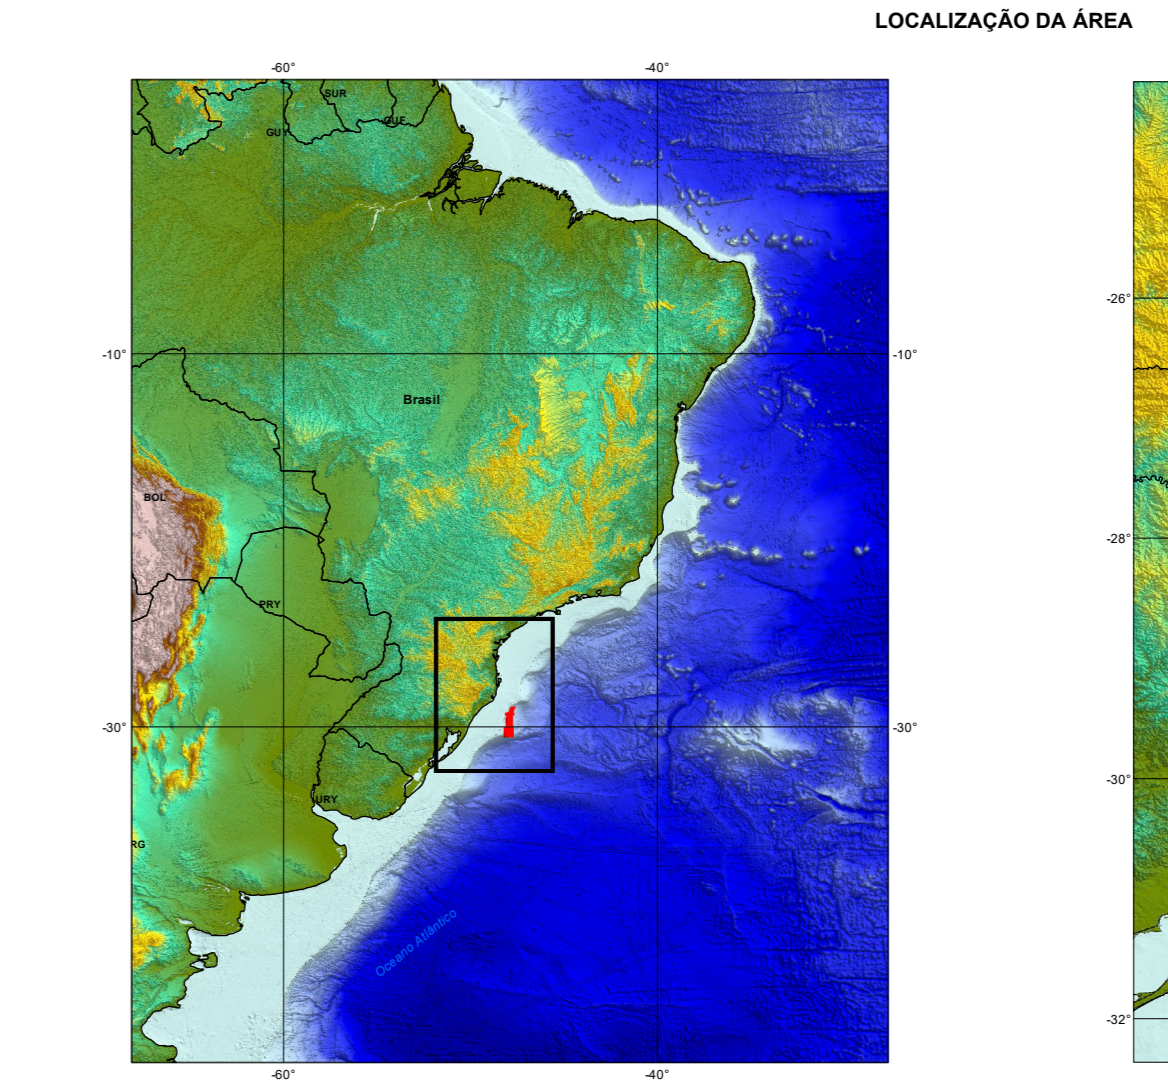 LOCALIZAÇÃO DA ÁREA
-60°
-40°
SUR
GUF
GUY
-26°
-10°
-10°
Brasil
BOL
-28°
PRY
-30°
-30°
-30°
URY
RG
Oceano Atlântico
-32°
-60°
-40°